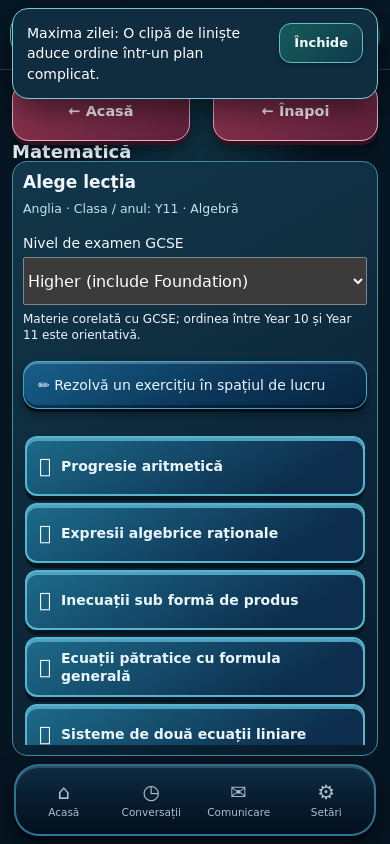 Maxima zilei: O clipă de liniște
aduce ordine într-un plan
complicat.
Închide
← Acasă
← Înapoi
Matematică
Alege lecția
Anglia · Clasa / anul: Y11 · Algebră
Nivel de examen GCSE
Higher (include Foundation)
Materie corelată cu GCSE; ordinea între Year 10 și Year
11 este orientativă.
✏ Rezolvă un exercițiu în spațiul de lucru
Progresie aritmetică
Expresii algebrice raționale
Inecuații sub formă de produs
Ecuații pătratice cu formula
generală
Sisteme de două ecuații liniare
Acasă
Conversații
Comunicare
Setări